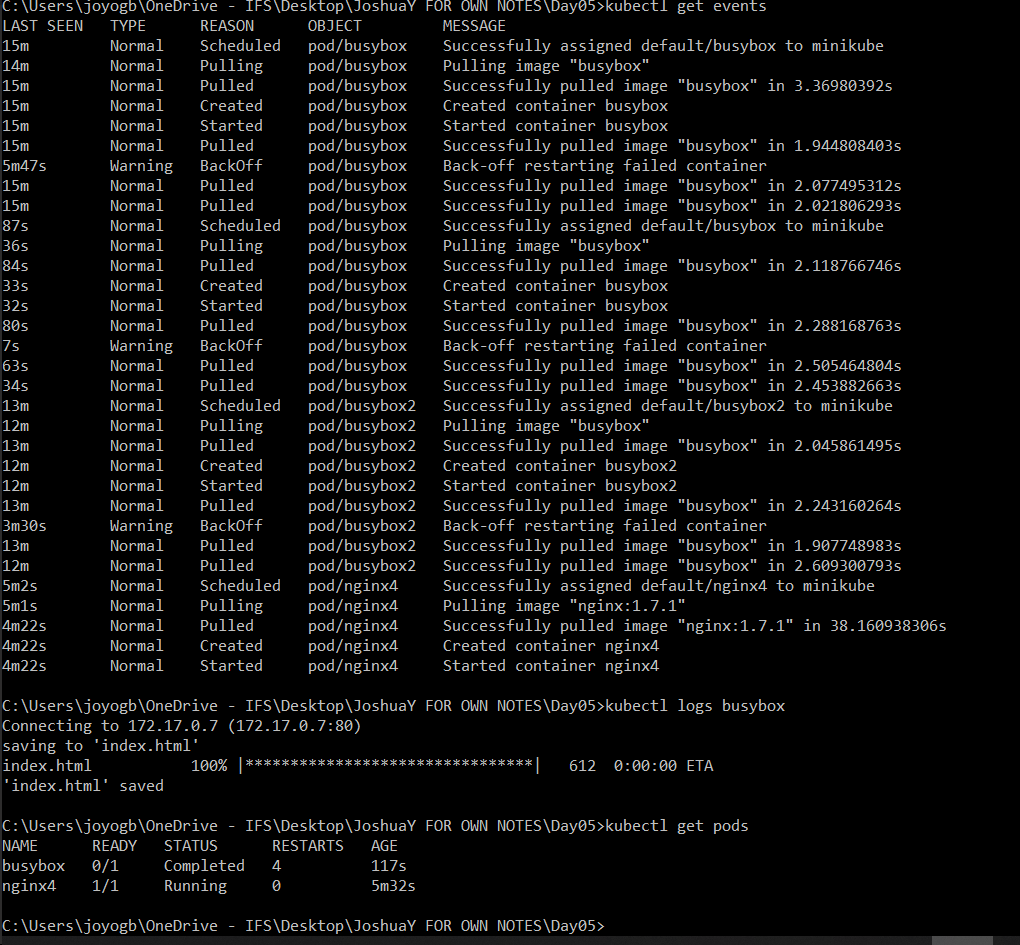 C:\Users\joyogb\OneDrive - IFS\Desktop\JoshuaY FOR OWN NOTES\Day05>kubectl get events
LAST SEEN   TYPE      REASON      OBJECT         MESSAGE
15m         Normal    Scheduled   pod/busybox    Successfully assigned default/busybox to minikube
14m         Normal    Pulling     pod/busybox    Pulling image "busybox"
15m         Normal    Pulled      pod/busybox    Successfully pulled image "busybox" in 3.36980392s
15m         Normal    Created     pod/busybox    Created container busybox
15m         Normal    Started     pod/busybox    Started container busybox
15m         Normal    Pulled      pod/busybox    Successfully pulled image "busybox" in 1.944808403s
5m47s       Warning   BackOff     pod/busybox    Back-off restarting failed container
15m         Normal    Pulled      pod/busybox    Successfully pulled image "busybox" in 2.077495312s
15m         Normal    Pulled      pod/busybox    Successfully pulled image "busybox" in 2.021806293s
87s         Normal    Scheduled   pod/busybox    Successfully assigned default/busybox to minikube
36s         Normal    Pulling     pod/busybox    Pulling image "busybox"
84s         Normal    Pulled      pod/busybox    Successfully pulled image "busybox" in 2.118766746s
33s         Normal    Created     pod/busybox    Created container busybox
32s         Normal    Started     pod/busybox    Started container busybox
80s         Normal    Pulled      pod/busybox    Successfully pulled image "busybox" in 2.288168763s
7s          Warning   BackOff     pod/busybox    Back-off restarting failed container
63s         Normal    Pulled      pod/busybox    Successfully pulled image "busybox" in 2.505464804s
34s         Normal    Pulled      pod/busybox    Successfully pulled image "busybox" in 2.453882663s
13m         Normal    Scheduled   pod/busybox2   Successfully assigned default/busybox2 to minikube
12m         Normal    Pulling     pod/busybox2   Pulling image "busybox"
13m         Normal    Pulled      pod/busybox2   Successfully pulled image "busybox" in 2.045861495s
12m         Normal    Created     pod/busybox2   Created container busybox2
12m         Normal    Started     pod/busybox2   Started container busybox2
13m         Normal    Pulled      pod/busybox2   Successfully pulled image "busybox" in 2.243160264s
3m30s       Warning   BackOff     pod/busybox2   Back-off restarting failed container
13m         Normal    Pulled      pod/busybox2   Successfully pulled image "busybox" in 1.907748983s
12m         Normal    Pulled      pod/busybox2   Successfully pulled image "busybox" in 2.609300793s
5m2s        Normal    Scheduled   pod/nginx4     Successfully assigned default/nginx4 to minikube
5m1s        Normal    Pulling     pod/nginx4     Pulling image "nginx:1.7.1"
4m22s       Normal    Pulled      pod/nginx4     Successfully pulled image "nginx:1.7.1" in 38.160938306s
4m22s       Normal    Created     pod/nginx4     Created container nginx4
4m22s       Normal    Started     pod/nginx4     Started container nginx4
C:\Users\joyogb\OneDrive - IFS\Desktop\JoshuaY FOR OWN NOTES\Day05>kubectl logs busybox
Connecting to 172.17.0.7 (172.17.0.7:80)
saving to 'index.html'
index.html           100% |********************************|   612  0:00:00 ETA
'index.html' saved
C:\Users\joyogb\OneDrive - IFS\Desktop\JoshuaY FOR OWN NOTES\Day05>kubectl get pods
NAME      READY   STATUS      RESTARTS   AGE
busybox   0/1     Completed   4          117s
nginx4    1/1     Running     0          5m32s
C:\Users\joyogb\OneDrive - IFS\Desktop\JoshuaY FOR OWN NOTES\Day05>